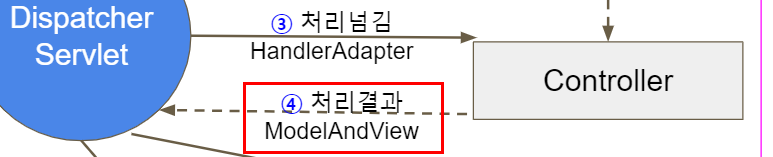 Dispatcher
Servlet
③ 처리넘김
HandlerAdapter
Controller
④ 처리결과
ModelAndView